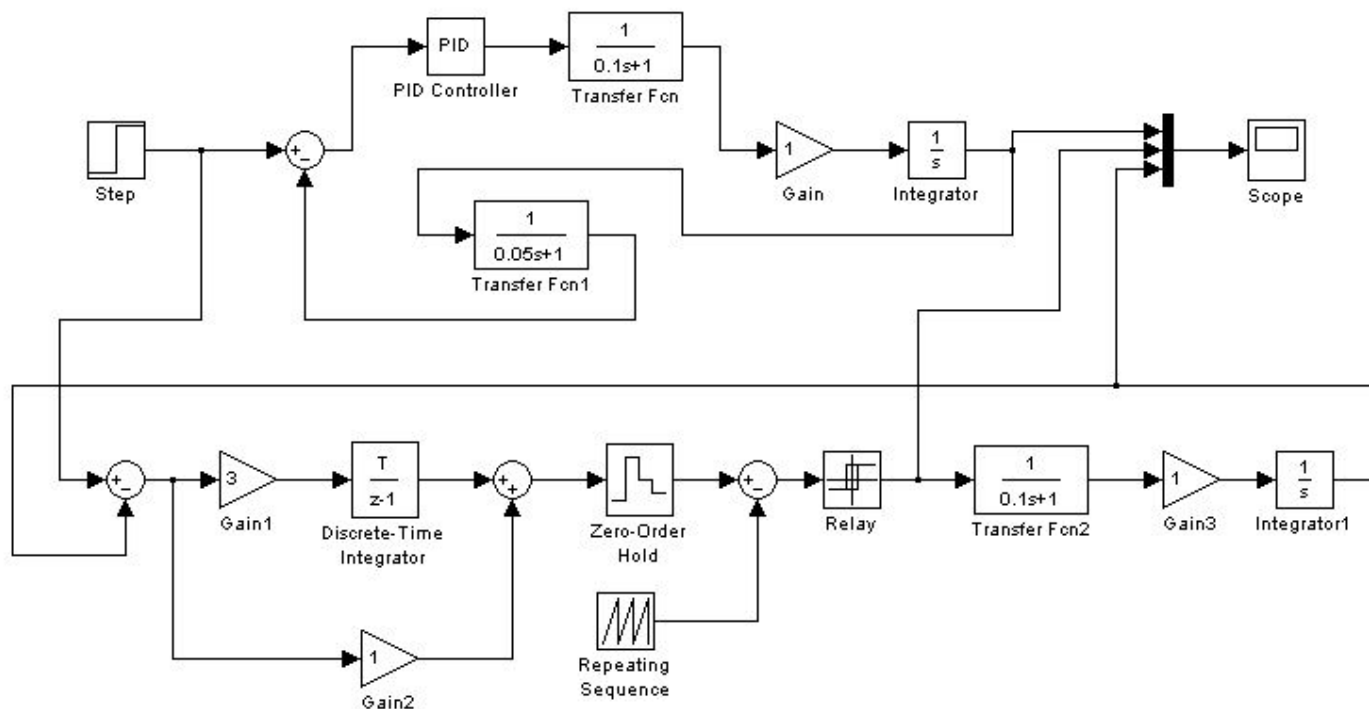 PID
PID Controller
1
0.1s+1
Transfer Fcn
Step
+
-
1
Gain
1
s
Integrator
Scope
1
0.05s+1
Transfer Fcn1
+
-
3
Gain1
T
z-1
Discrete-Time
Integrator
+
+
Zero-Order
Hold
+
-
Relay
1
0.1s+1
Transfer Fcn2
1
Gain3
1
s
Integrator1
1
Gain2
Repeating
Sequence